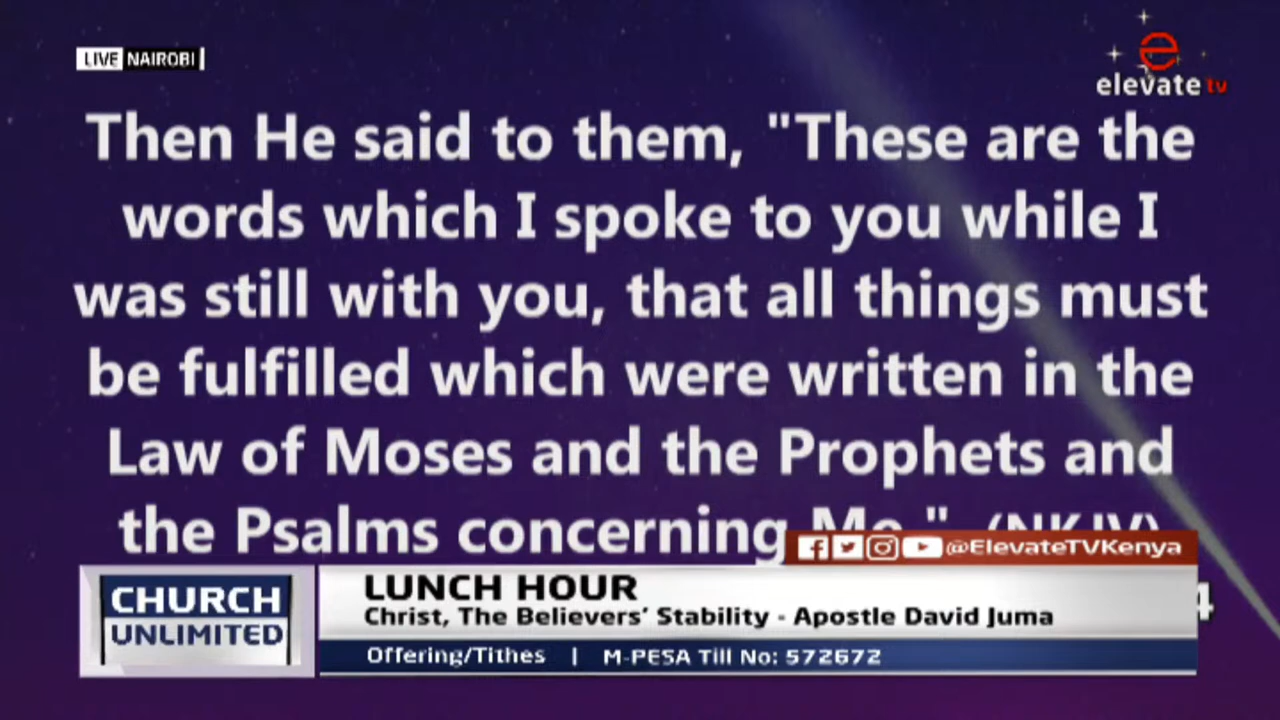 LIVE NAIROBI
elevate tv
Then He said to them, "These are the
words which I spoke to you while I
was still with you, that all things must
be fulfilled which were written in the
Law of Moses and the Prophets and
the Psalms concerning Me." (NKJV)
@ElevateTVKenya
4
CHURCH
UNLIMITED
LUNCH HOUR
Christ, The Believers' Stability - Apostle David Juma
Offering/Tithes | M-PESA Till No: 572672